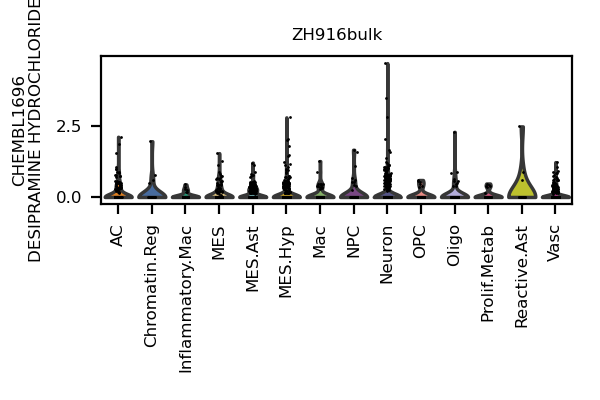 ZH916bulk
CHEMBL1696
DESIPRAMINE HYDROCHLORIDE
2.5
0.0
AC
Chromatin.Reg
Inflammatory.Mac
MES
MES.Ast
MES.Hyp
Mac
NPC
Neuron
OPC
Oligo
Prolif.Metab
Reactive.Ast
Vasc